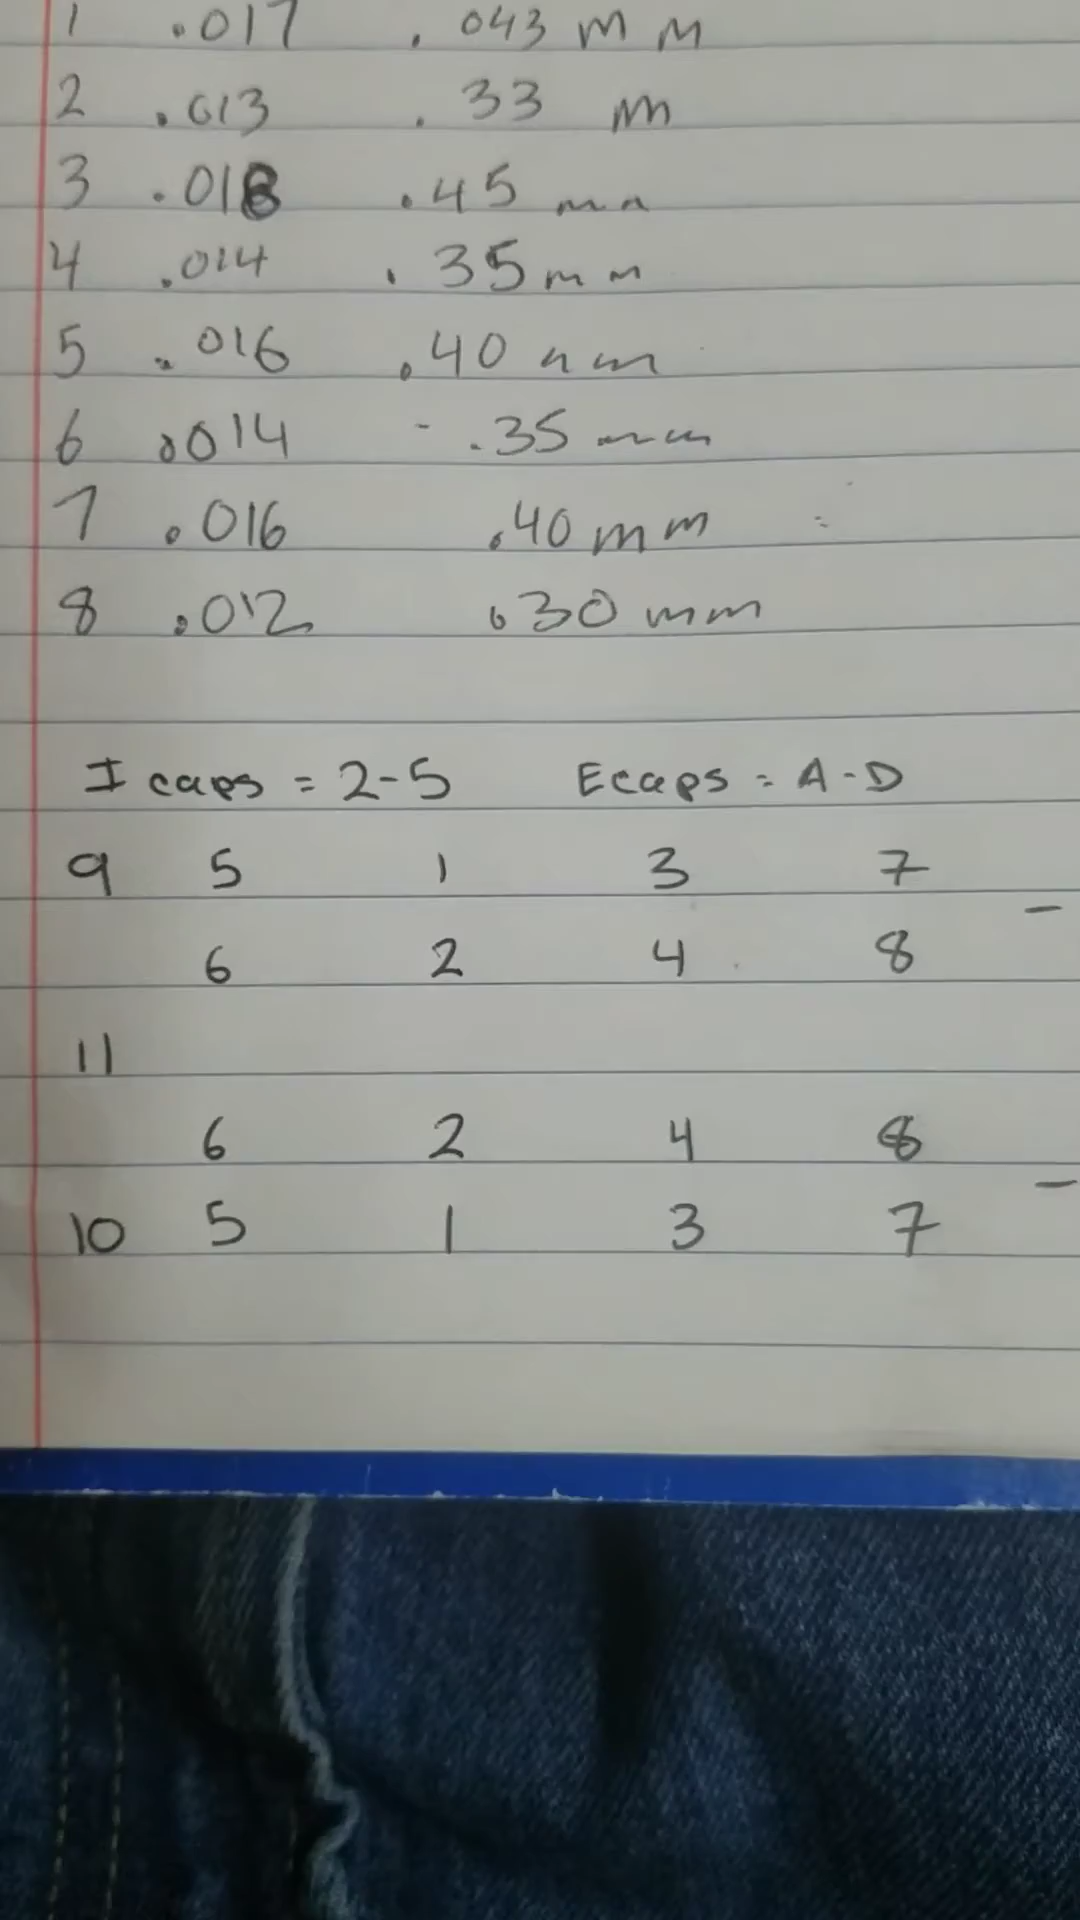 1 .017 .043 mm
2 .013 .33 m
3 .018 .45 mm
4 .014 .35 mm
5 .016 .40 mm
6 .014 - .35 mm
7 .016 .40 mm
8 .012 .30 mm
I caps = 2-5 Ecaps = A-D
9 5 1 3 7 -
6 2 4 8
11
6 2 4 8 -
10 5 1 3 7